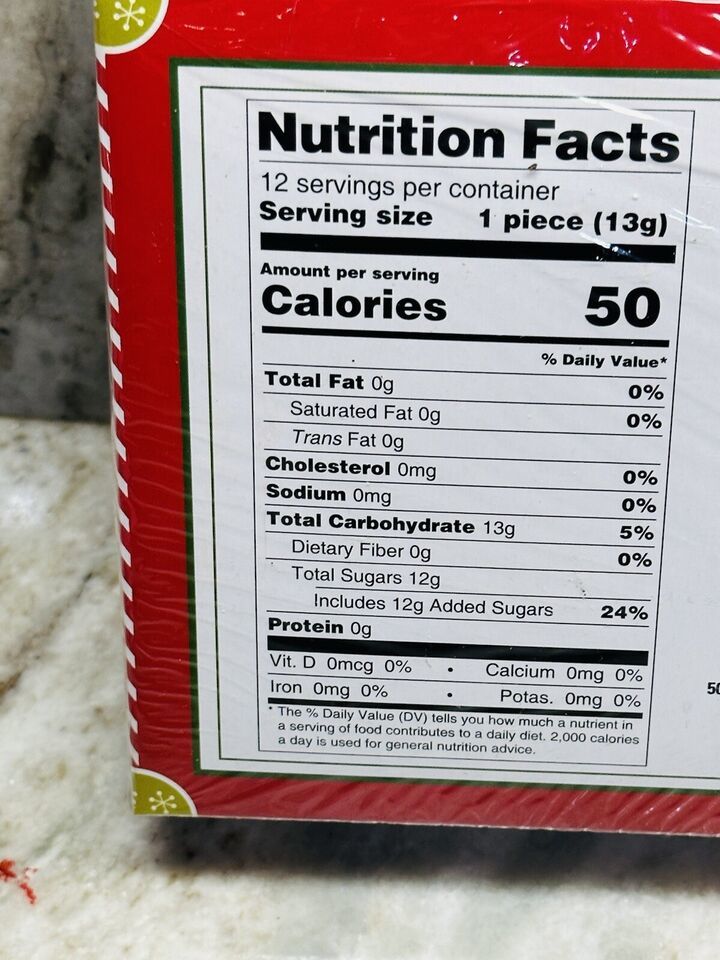 Nutrition Facts
12 servings per container
Serving size 1 piece (13g)
Amount per serving
Calories 50
% Daily Value*
Total Fat 0g 0%
Saturated Fat 0g 0%
Trans Fat 0g
Cholesterol 0mg 0%
Sodium 0mg 0%
Total Carbohydrate 13g 5%
Dietary Fiber 0g 0%
Total Sugars 12g
Includes 12g Added Sugars 24%
Protein 0g
Vit. D 0mcg 0% • Calcium 0mg 0%
Iron 0mg 0% • Potas. 0mg 0%
* The % Daily Value (DV) tells you how much a nutrient in
a serving of food contributes to a daily diet. 2,000 calories
a day is used for general nutrition advice.